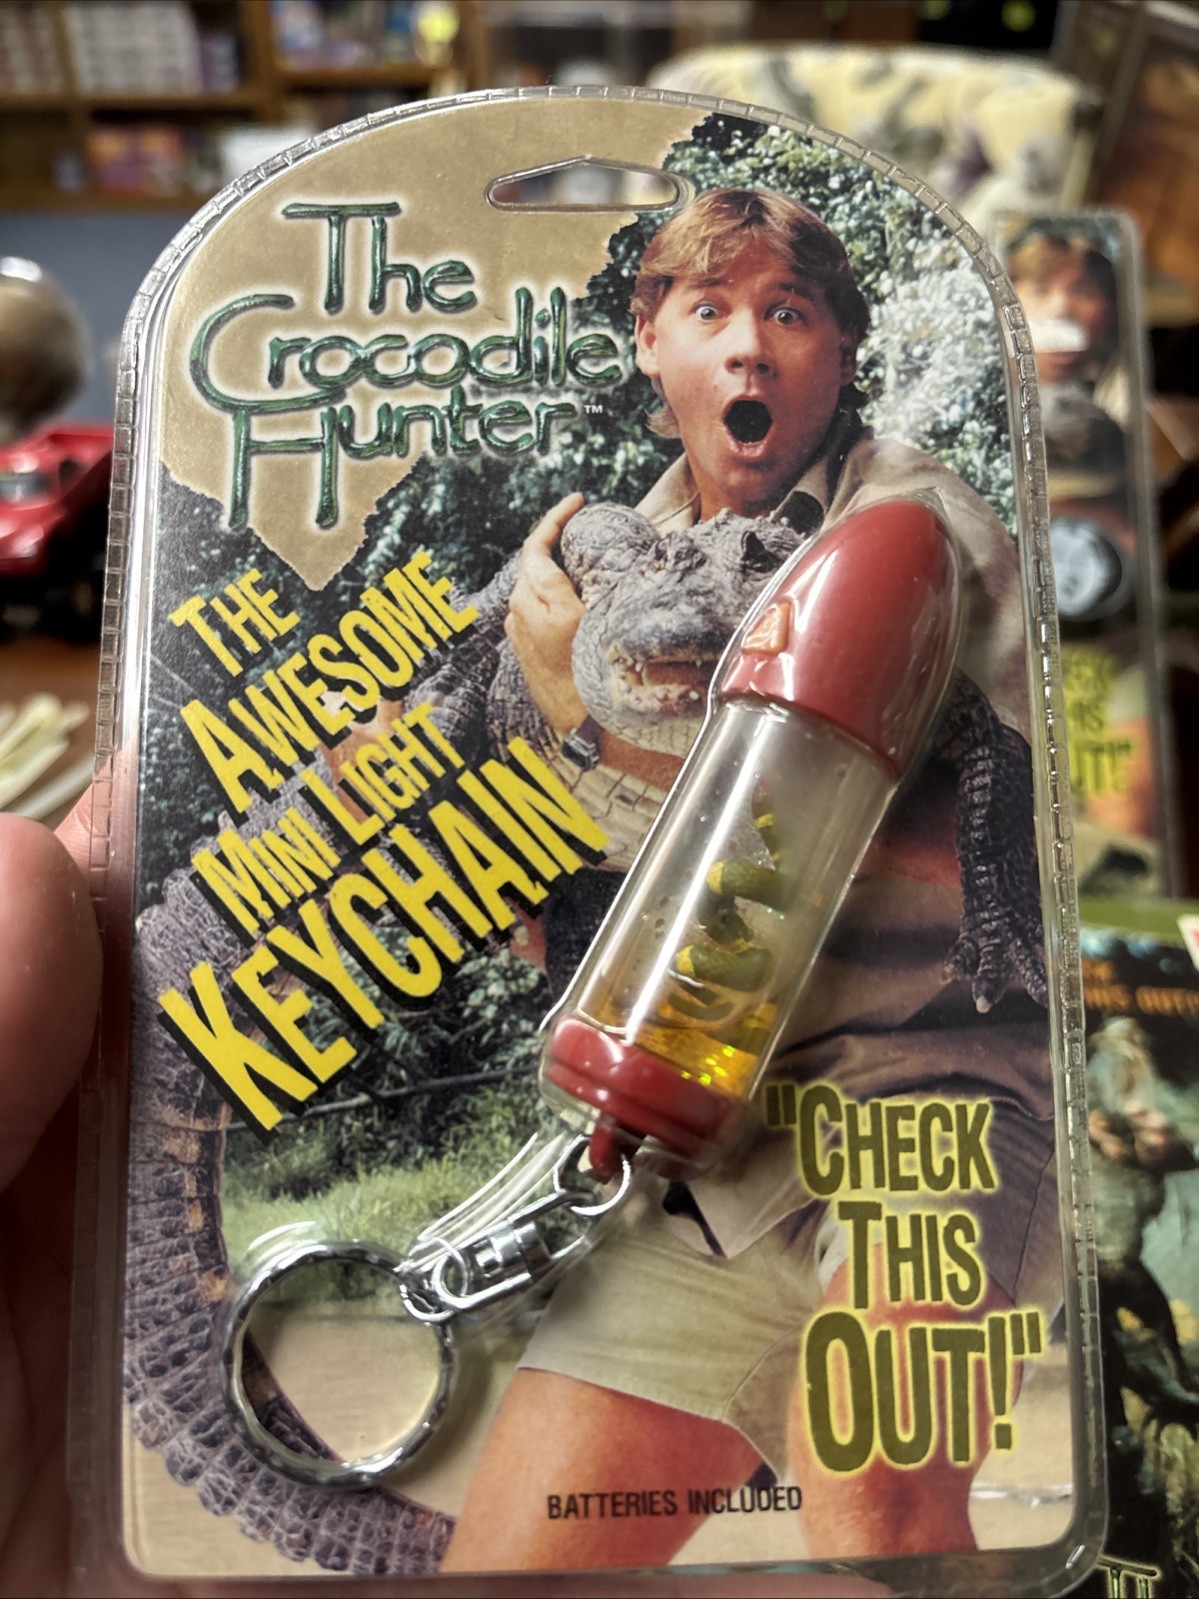 The
Crocodile
Hunter™
THE
AWESOME
MINI LIGHT
KEYCHAIN
"CHECK
THIS
OUT!"
BATTERIES INCLUDED